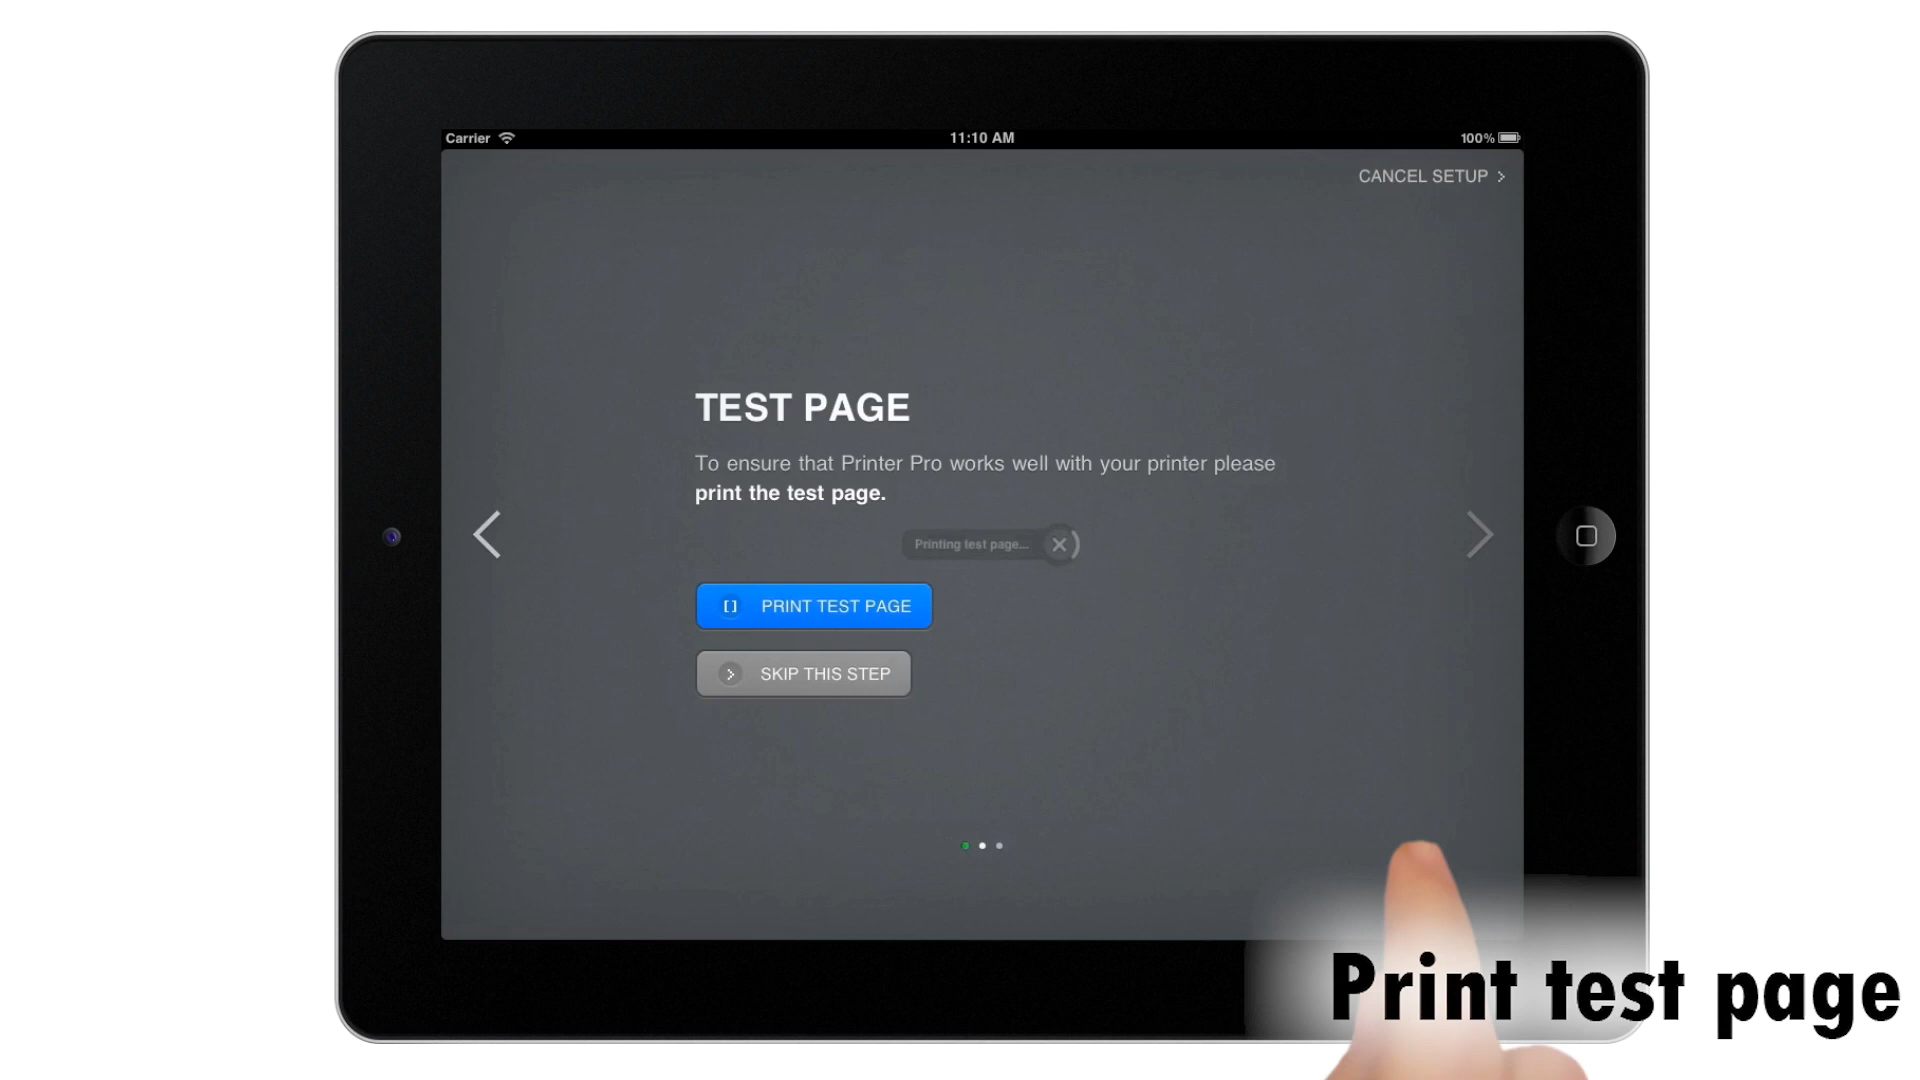 Carrier
11:10 AM
100%
CANCEL SETUP
TEST PAGE
To ensure that Printer Pro works well with your printer please
print the test page.
Printing test page...
PRINT TEST PAGE
SKIP THIS STEP
Print test page